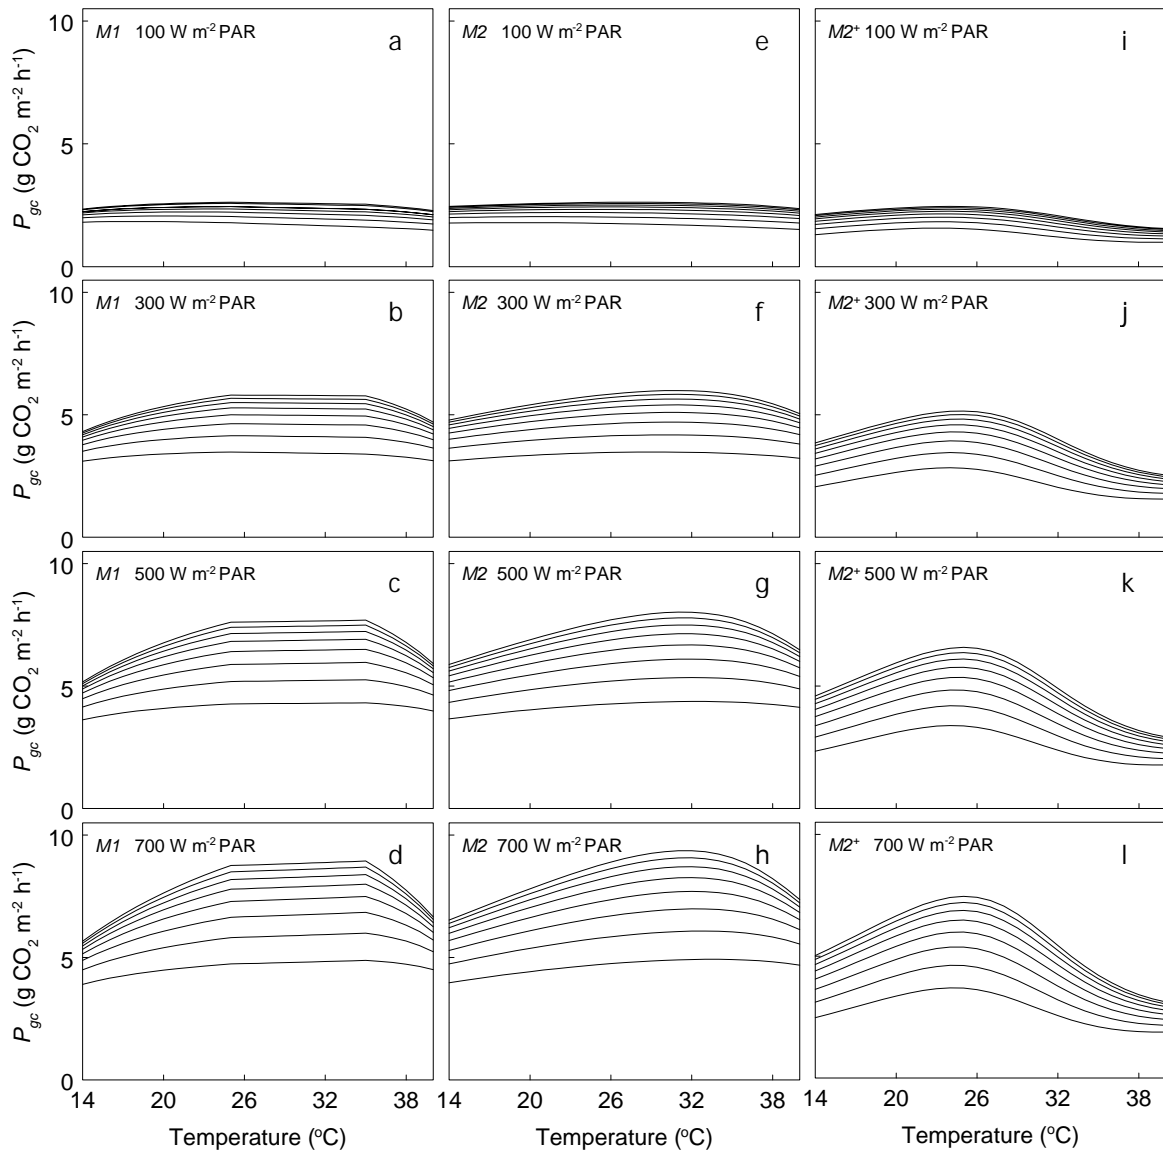 10
5
0
P_gc (g CO₂ m⁻² h⁻¹)
M1 100 W m⁻² PAR
a
M2 100 W m⁻² PAR
e
M2⁺ 100 W m⁻² PAR
i
10
5
0
P_gc (g CO₂ m⁻² h⁻¹)
M1 300 W m⁻² PAR
b
M2 300 W m⁻² PAR
f
M2⁺ 300 W m⁻² PAR
j
10
5
0
P_gc (g CO₂ m⁻² h⁻¹)
M1 500 W m⁻² PAR
c
M2 500 W m⁻² PAR
g
M2⁺ 500 W m⁻² PAR
k
10
5
0
P_gc (g CO₂ m⁻² h⁻¹)
M1 700 W m⁻² PAR
d
M2 700 W m⁻² PAR
h
M2⁺ 700 W m⁻² PAR
l
14 20 26 32 38
14 20 26 32 38
14 20 26 32 38
Temperature (ºC)
Temperature (ºC)
Temperature (ºC)